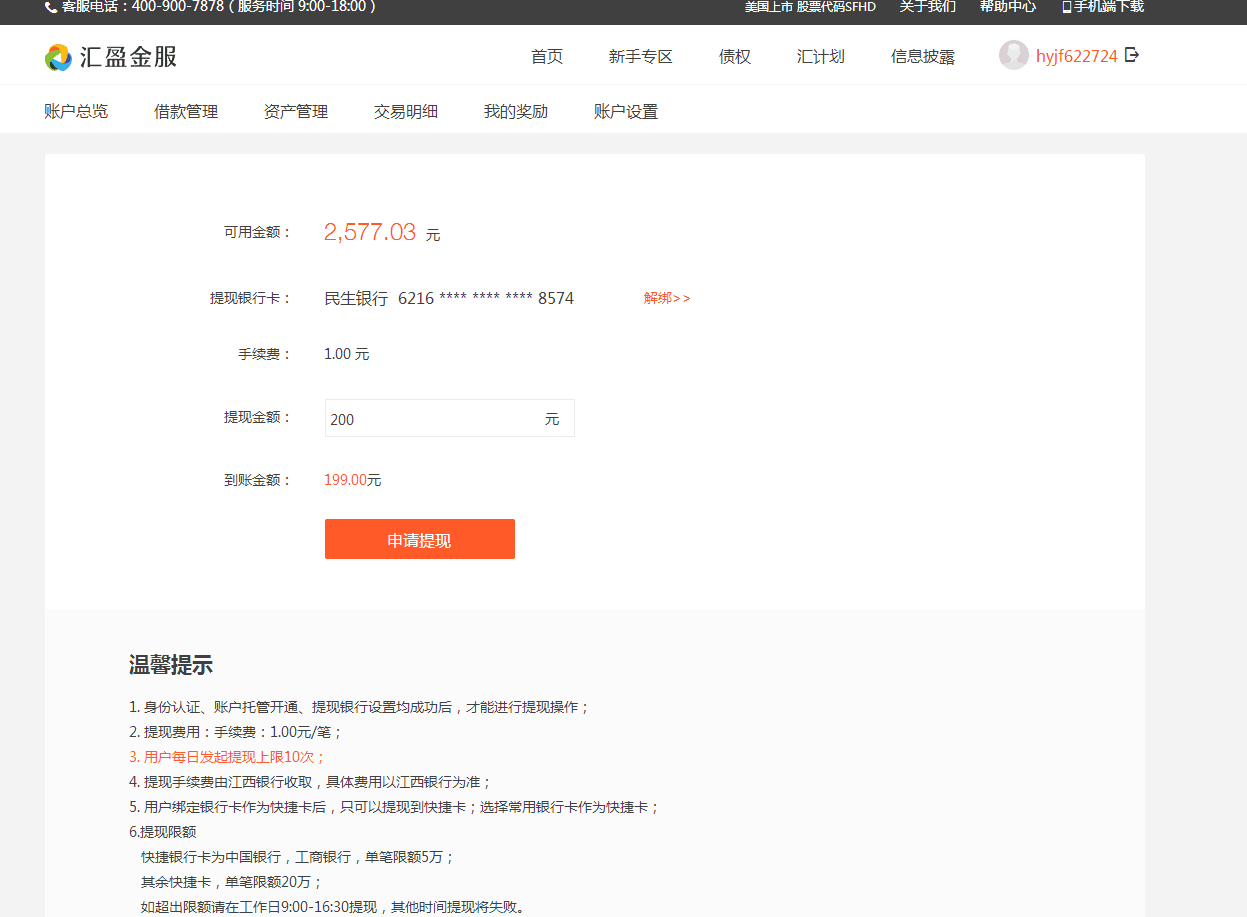 客服电话：400-900-7878 ( 服务时间 9:00-18:00 ) 美国上市 股票代码SFHD 关于我们 帮助中心 手机端下载
汇盈金服 首页 新手专区 债权 汇计划 信息披露 hyjf622724
账户总览 借款管理 资产管理 交易明细 我的奖励 账户设置
可用金额： 2,577.03 元
提现银行卡： 民生银行 6216 **** **** **** 8574 解绑>>
手续费： 1.00 元
提现金额： 200 元
到账金额： 199.00元
申请提现
温馨提示
1. 身份认证、账户托管开通、提现银行设置均成功后，才能进行提现操作；
2. 提现费用：手续费：1.00元/笔；
3. 用户每日发起提现上限10次；
4. 提现手续费由江西银行收取，具体费用以江西银行为准；
5. 用户绑定银行卡作为快捷卡后，只可以提现到快捷卡；选择常用银行卡作为快捷卡；
6.提现限额
快捷银行卡为中国银行，工商银行，单笔限额5万；
其余快捷卡，单笔限额20万；
如超出限额请在工作日9:00-16:30提现，其他时间提现将失败。